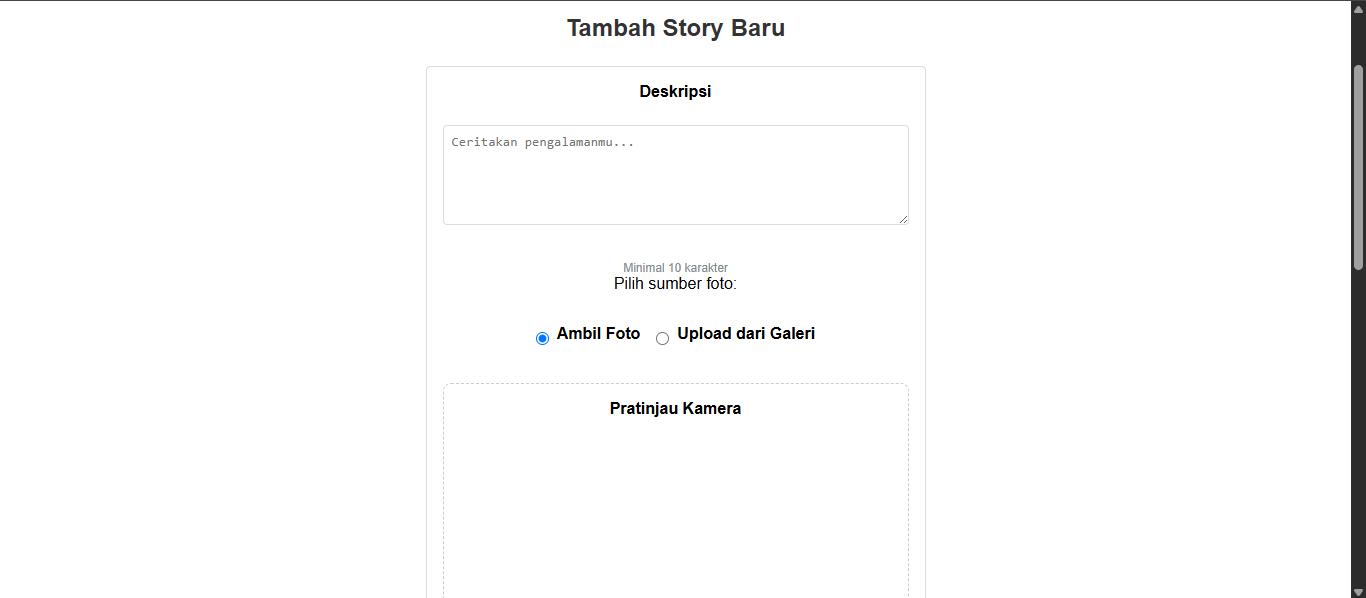 Tambah Story Baru
Deskripsi
Ceritakan pengalamanmu...
Minimal 10 karakter
Pilih sumber foto:
Ambil Foto Upload dari Galeri
Pratinjau Kamera